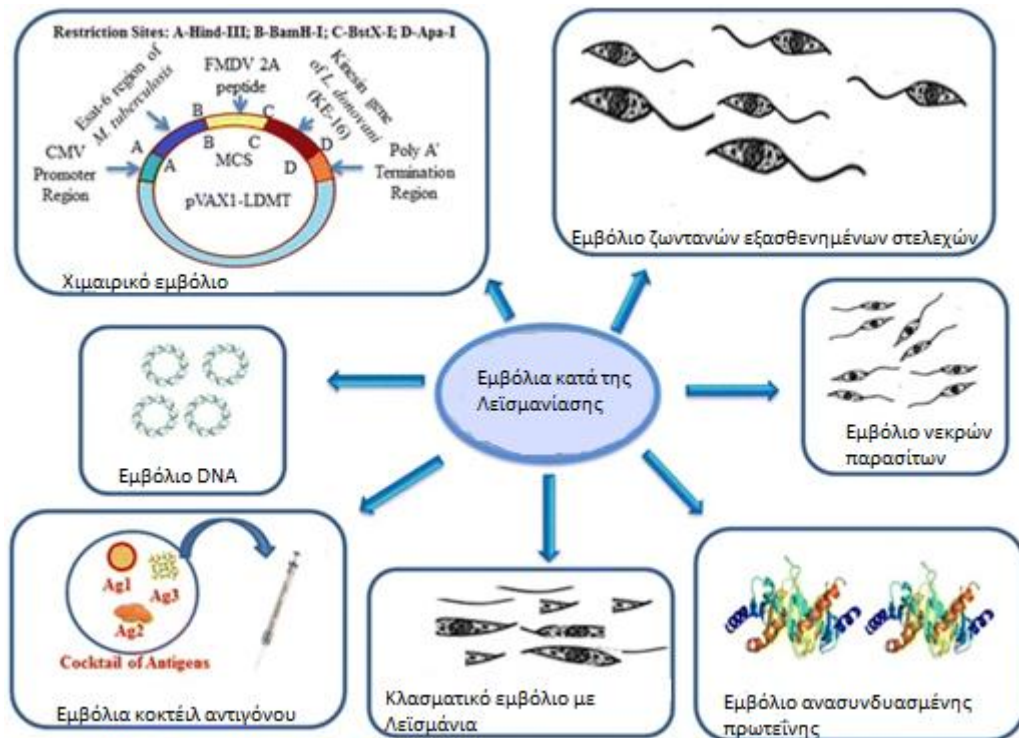 Restriction Sites: A-Hind-III; B-BamH-I; C-BstX-I; D-Apa-I
Esat-6 region of
M. tuberculosis
FMDV 2A
peptide
Kinesin gene
of L. donovani
(KE-16)
CMV
Promoter
Region
A
A
B
B
C
C
D
D
MCS
pVAX1-LDMT
Poly A'
Termination
Region
Χιμαιρικό εμβόλιο
Εμβόλιο ζωντανών εξασθενημένων στελεχών
Εμβόλια κατά της
Λεϊσμανίασης
Εμβόλιο DNA
Εμβόλιο νεκρών
παρασίτων
Ag1
Ag3
Ag2
Cocktail of Antigens
Εμβόλια κοκτέιλ αντιγόνου
Κλασματικό εμβόλιο με
Λεϊσμάνια
Εμβόλιο ανασυνδυασμένης
πρωτεΐνης